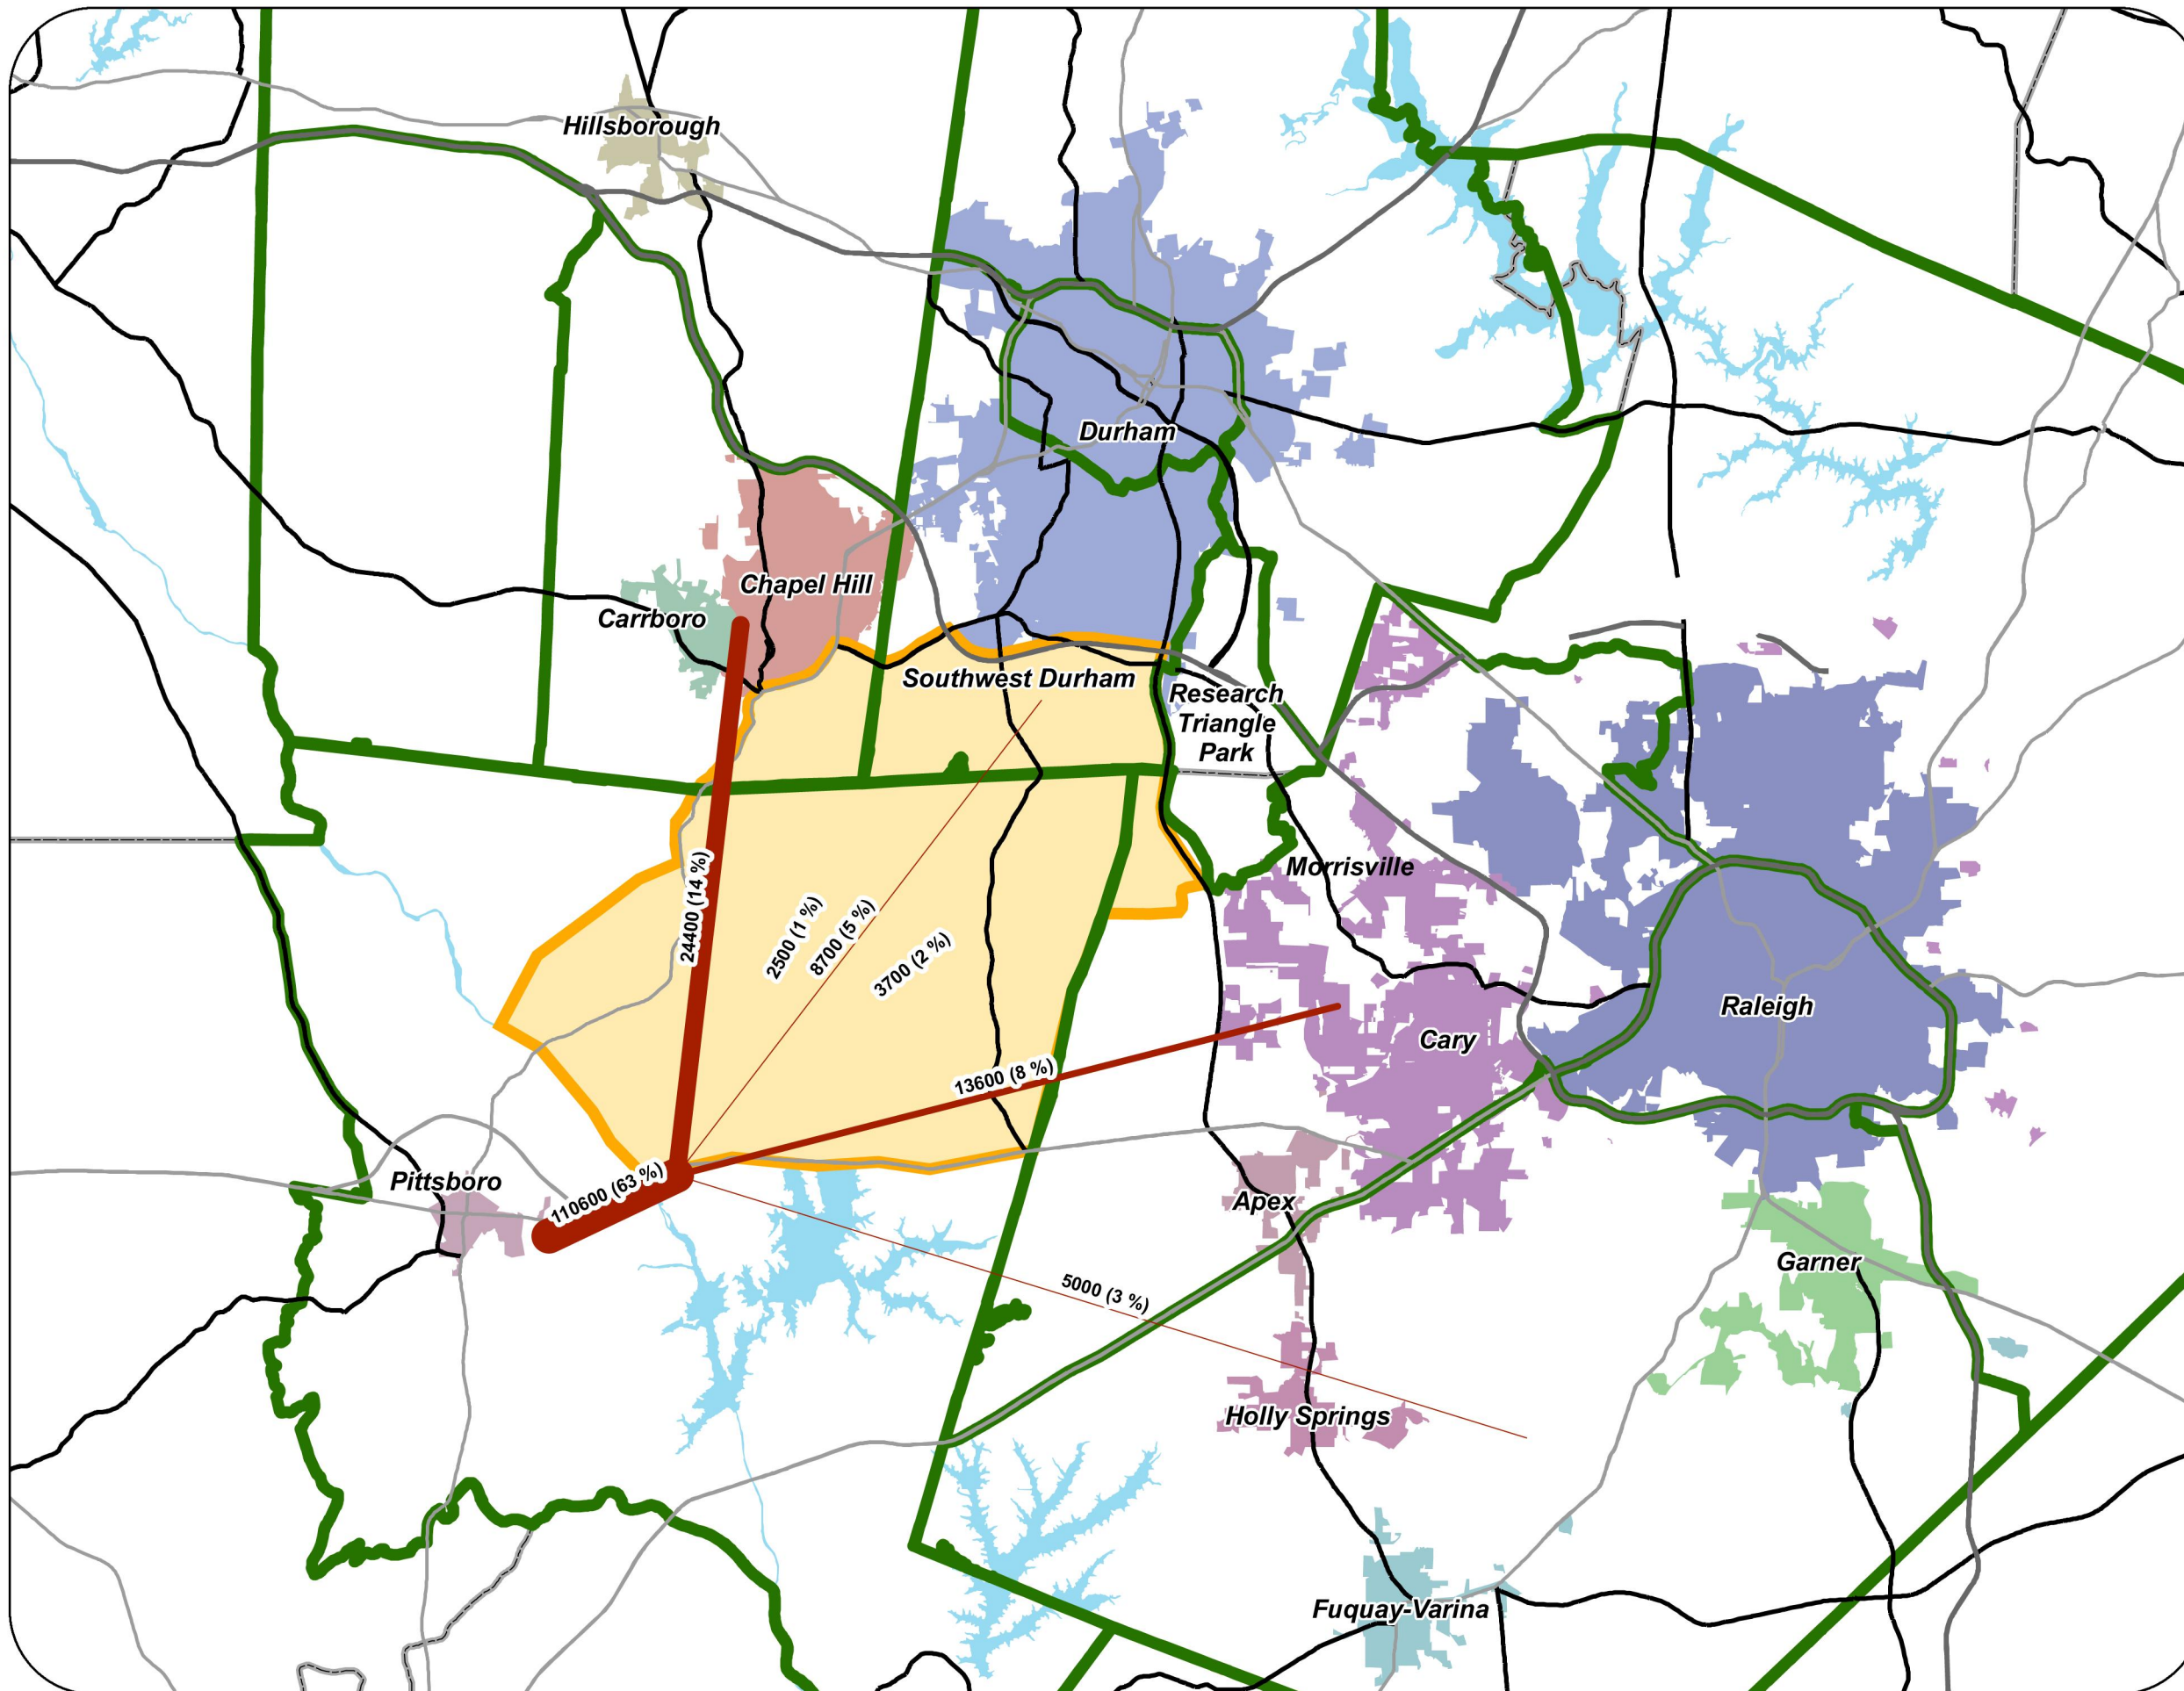 Hillsborough
Durham
Chapel Hill
Carrboro
Southwest Durham
Research
Triangle
Park
Morrisville
24400 (14 %)
2500 (1 %)
8700 (5 %)
3700 (2 %)
Raleigh
Cary
13600 (8 %)
Pittsboro
110600 (63 %)
Apex
Garner
5000 (3 %)
Holly Springs
Fuquay-Varina